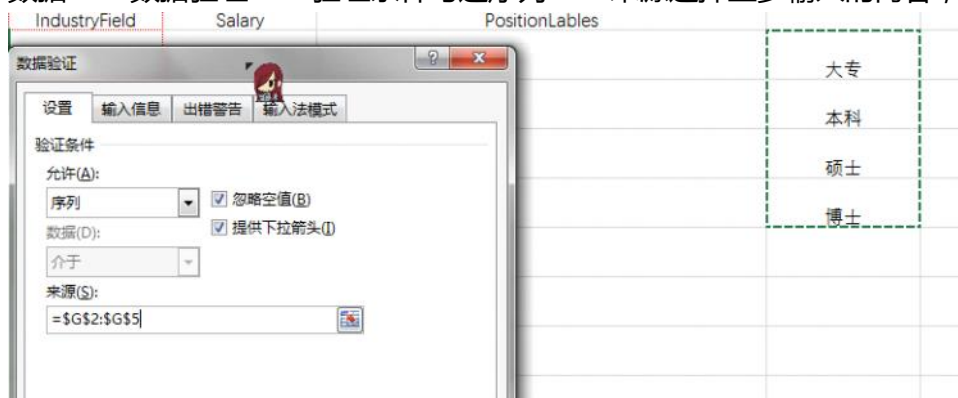 IndustryField Salary PositionLables
数据验证
设置 输入信息 出错警告 输入法模式
验证条件
允许(A):
序列
忽略空值(B)
数据(D):
提供下拉箭头(I)
介于
来源(S):
=$G$2:$G$5
大专
本科
硕士
博士